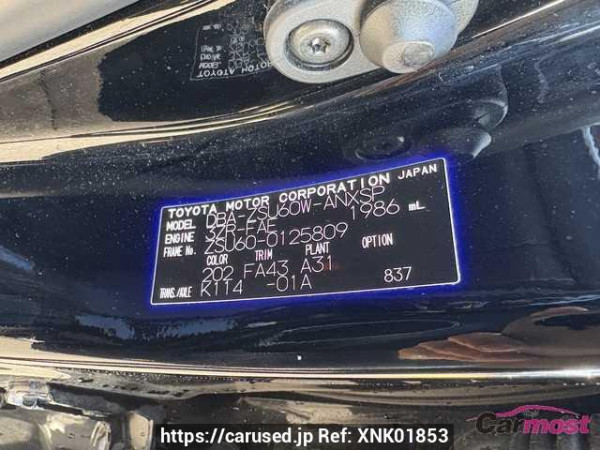 TOYOTA MOTOR CORPORATION JAPAN
MODEL DBA-ZSU60W-ANXSP
ENGINE 3ZR-FAE 1986 mL
FRAME No. ZSU60-0125809
COLOR TRIM PLANT OPTION
202 FA43 A31
TRANS./AXLE K114 -01A 837
Carmost
https://carused.jp Ref: XNK01853